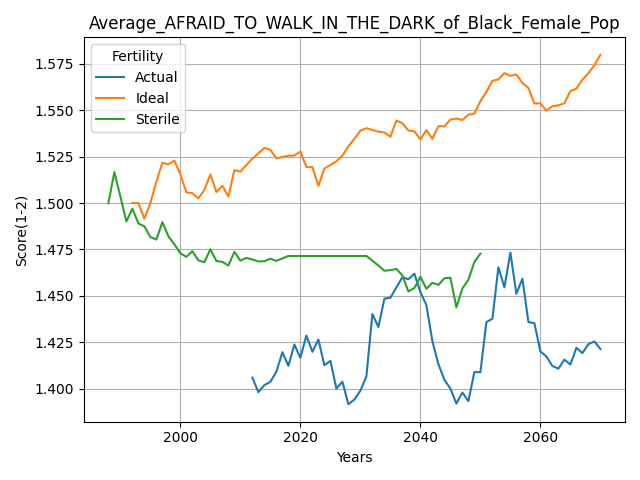 Average_AFRAID_TO_WALK_IN_THE_DARK_of_Black_Female_Pop
Fertility
Actual
Ideal
Sterile
1.575
1.550
1.525
1.500
1.475
1.450
1.425
1.400
Score(1-2)
2000
2020
2040
2060
Years